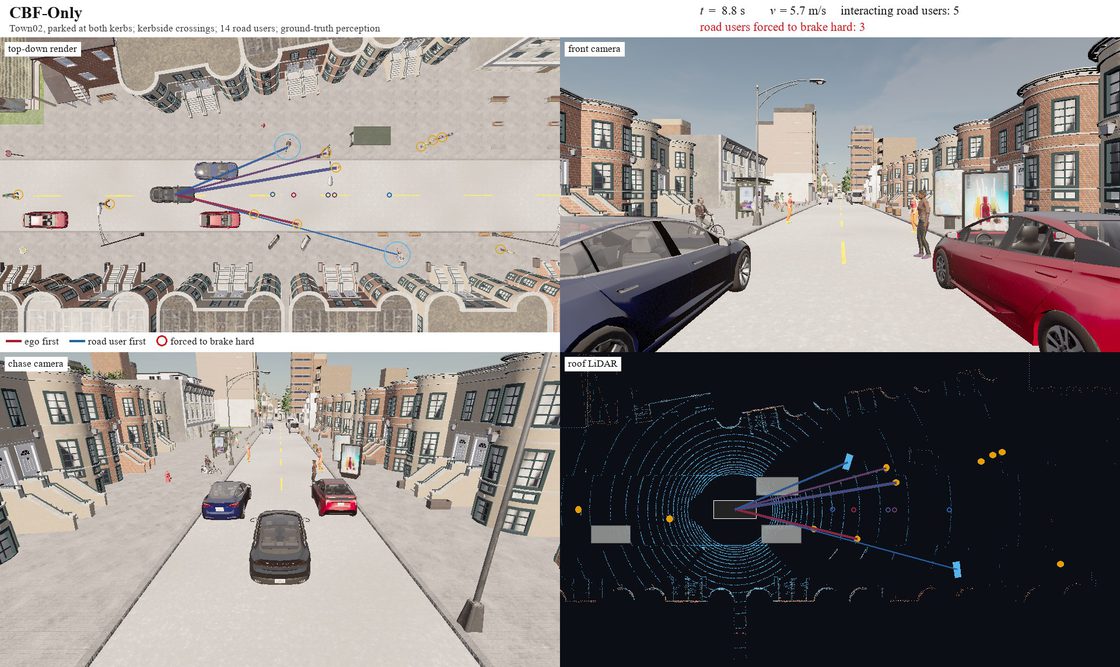 CBF-Only
Town02, parked at both kerbs; kerbside crossings; 14 road users; ground-truth perception
t = 8.8 s v = 5.7 m/s interacting road users: 5
road users forced to brake hard: 3
top-down render
front camera
ego first road user first forced to brake hard
chase camera
roof LiDAR